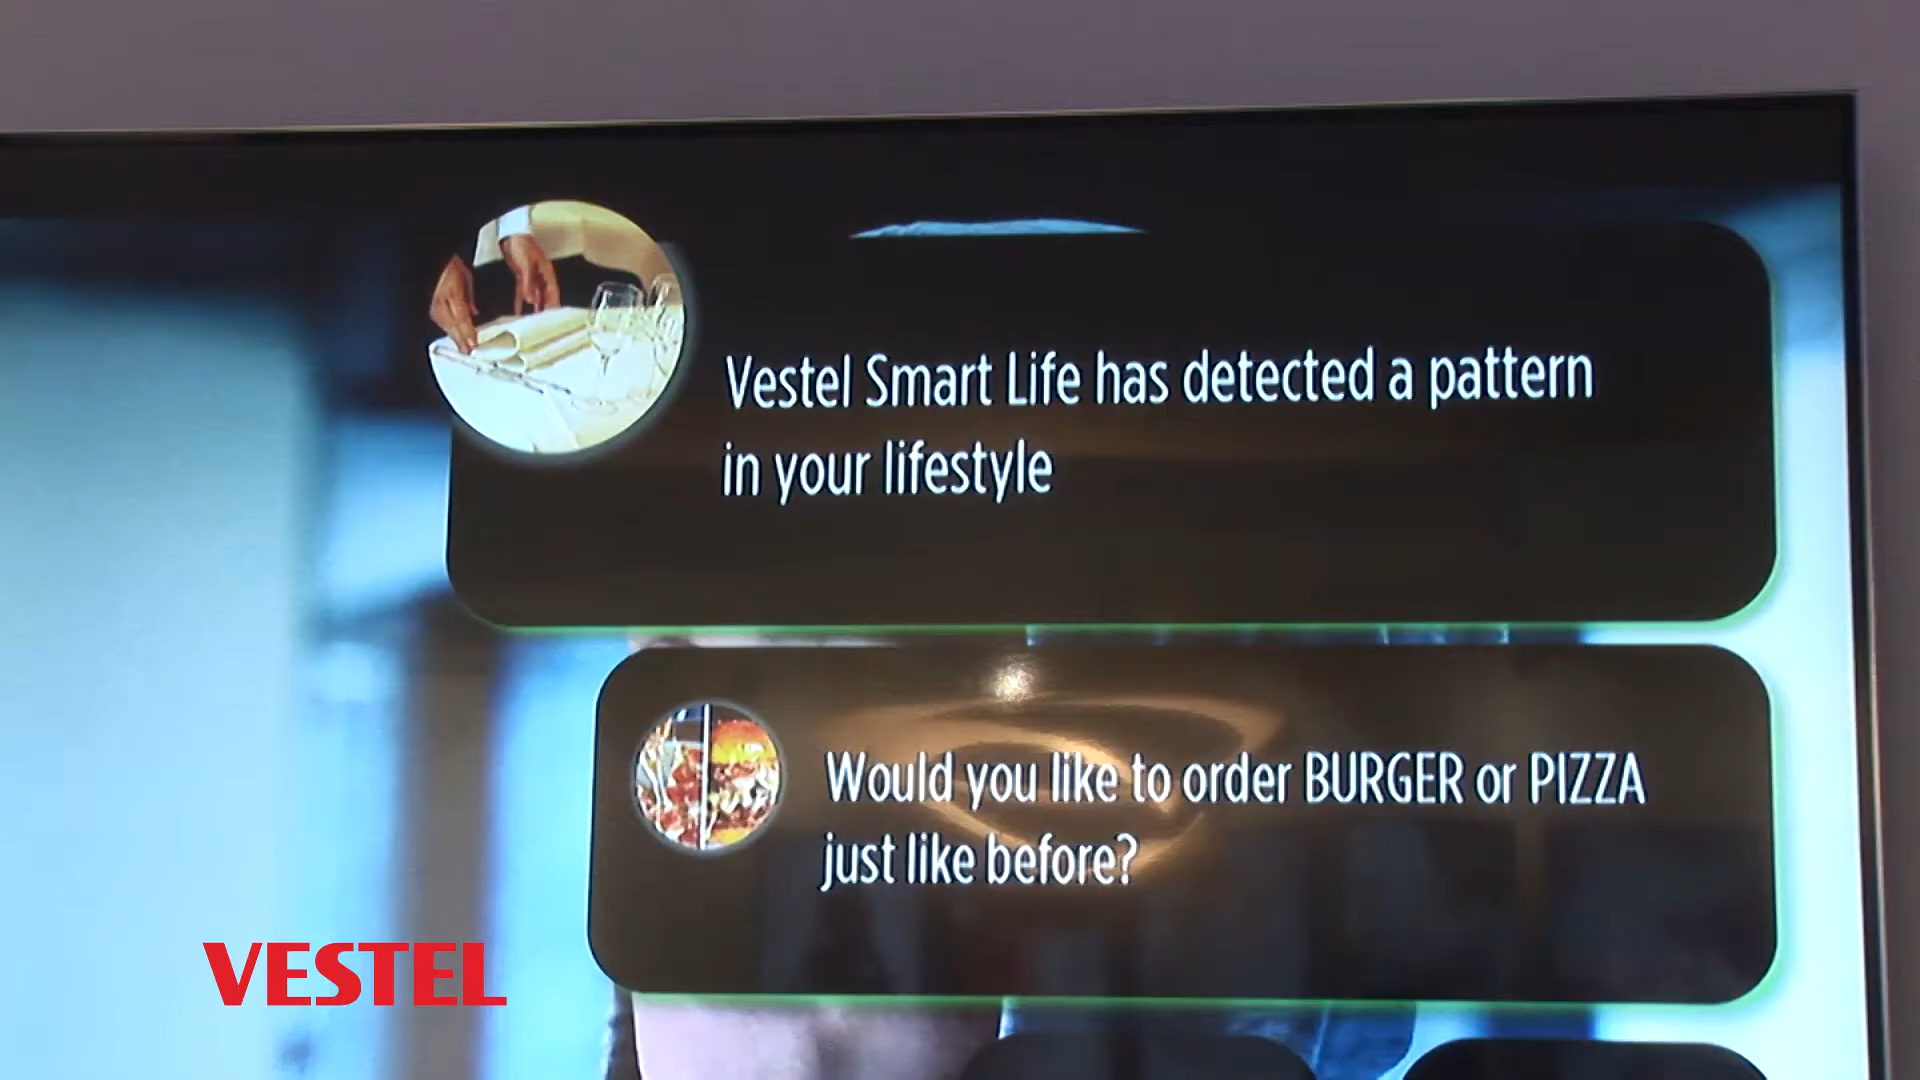 Vestel Smart Life has detected a pattern
in your lifestyle
Would you like to order BURGER or PIZZA
just like before?
VESTEL